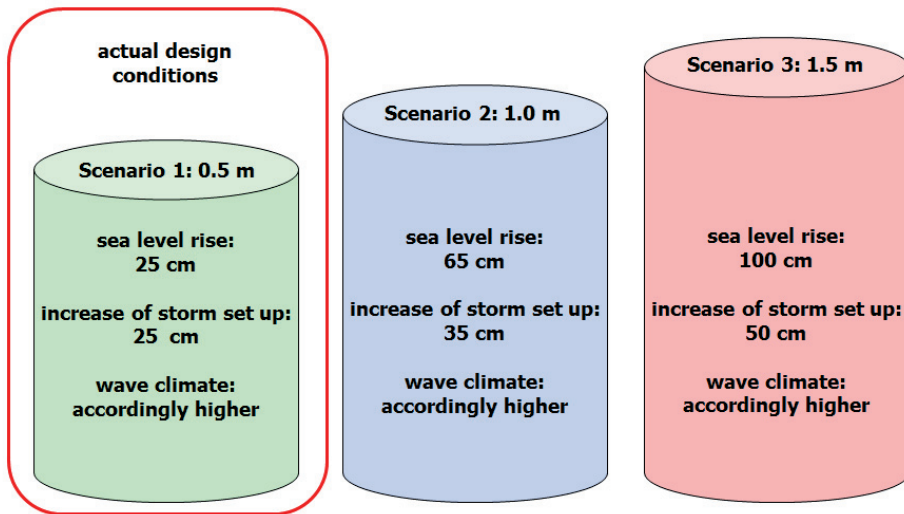 actual design
conditions
Scenario 1: 0.5 m
sea level rise:
25 cm
increase of storm set up:
25 cm
wave climate:
accordingly higher
Scenario 2: 1.0 m
sea level rise:
65 cm
increase of storm set up:
35 cm
wave climate:
accordingly higher
Scenario 3: 1.5 m
sea level rise:
100 cm
increase of storm set up:
50 cm
wave climate:
accordingly higher